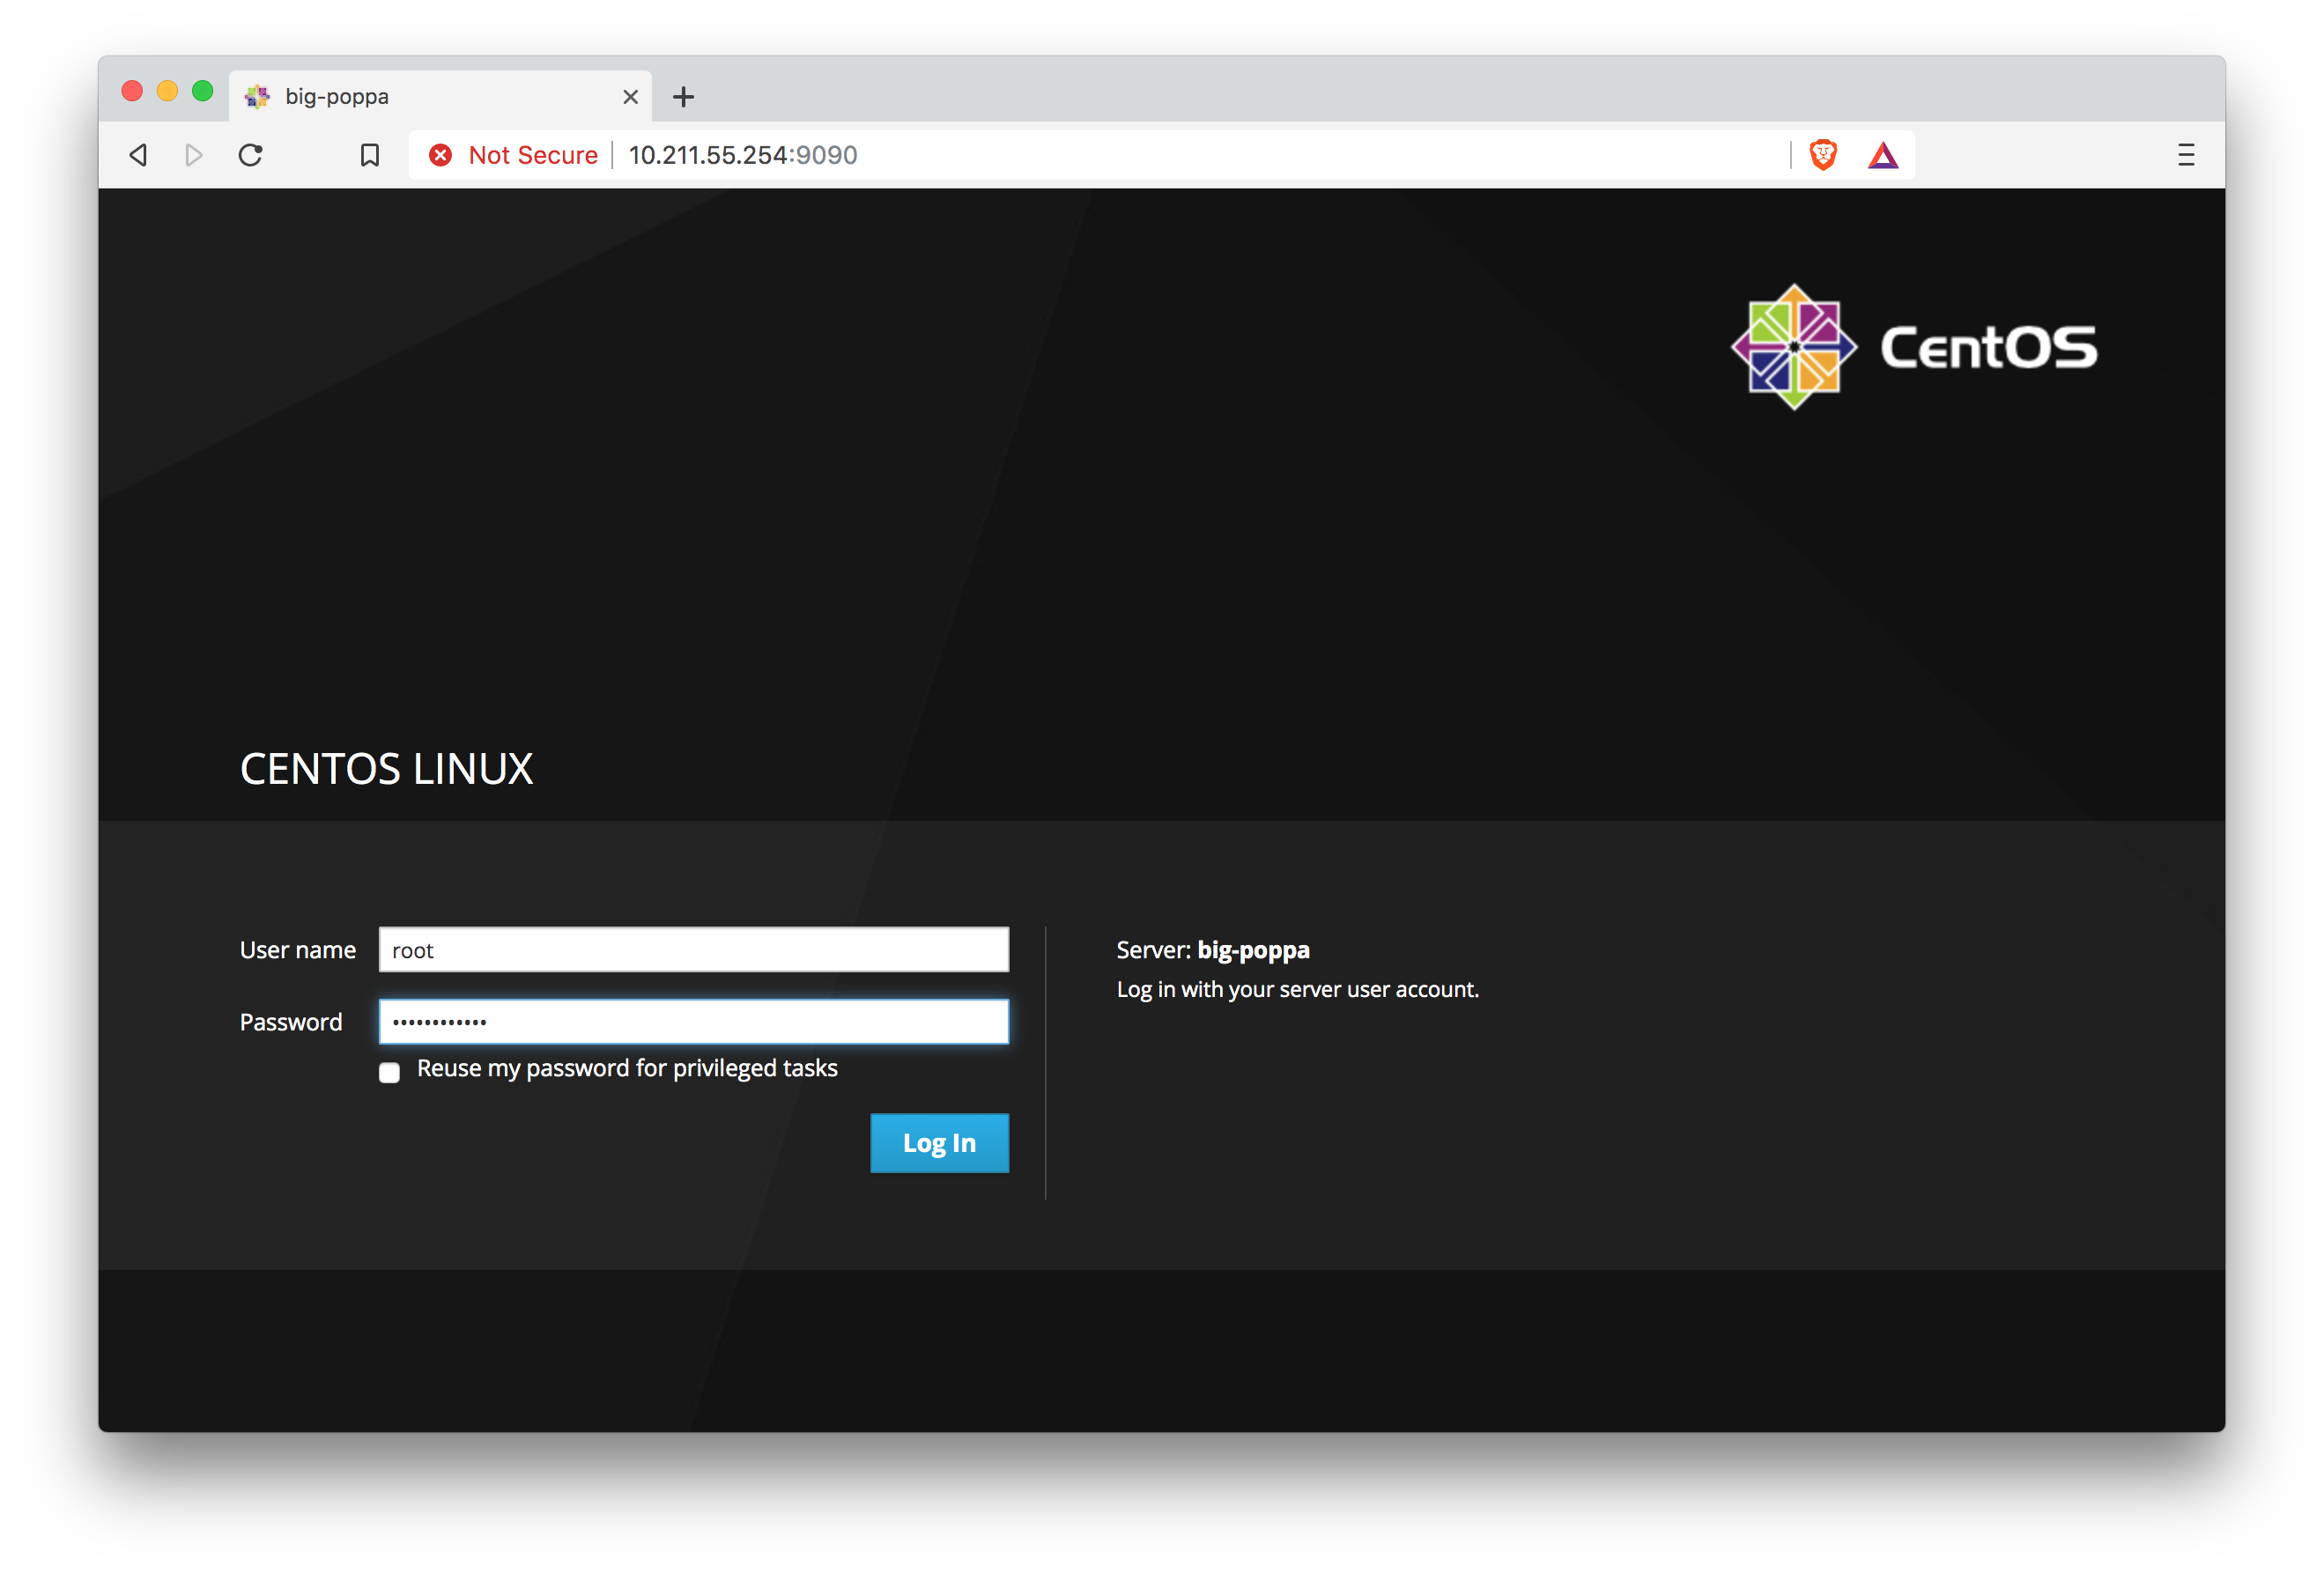 big-poppa
Not Secure 10.211.55.254:9090
CentOS
CENTOS LINUX
User name root
Password ••••••••••••
Reuse my password for privileged tasks
Log In
Server: big-poppa
Log in with your server user account.